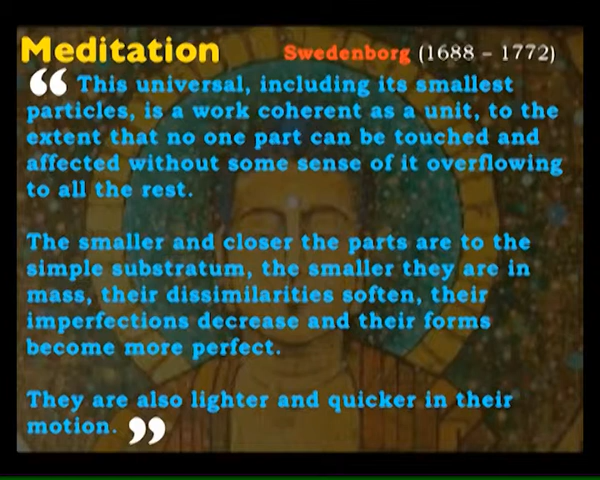 Meditation Swedenborg (1688 – 1772)
“ This universal, including its smallest
particles, is a work coherent as a unit, to the
extent that no one part can be touched and
affected without some sense of it overflowing
to all the rest.
The smaller and closer the parts are to the
simple substratum, the smaller they are in
mass, their dissimilarities soften, their
imperfections decrease and their forms
become more perfect.
They are also lighter and quicker in their
motion. ”